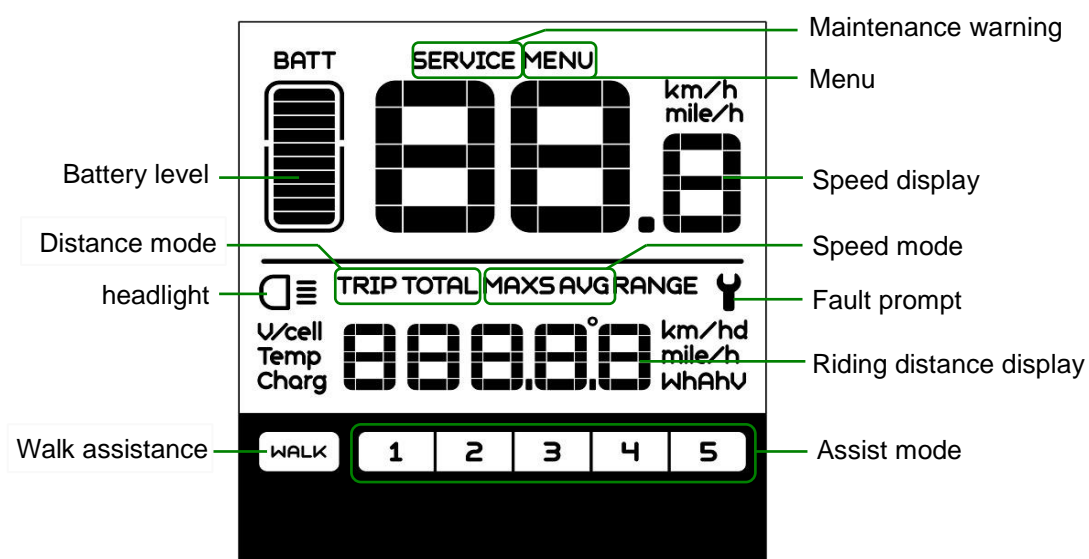 Maintenance warning
BATT SERVICE MENU
Menu
km/h
mile/h
88.8
Battery level
Speed display
Distance mode
Speed mode
TRIP TOTAL MAXS AVG RANGE
headlight
Fault prompt
V/cell
Temp
Charg
888.8.°8
km/hd
mile/h
WhAhV
Riding distance display
Walk assistance
WALK 1 2 3 4 5
Assist mode